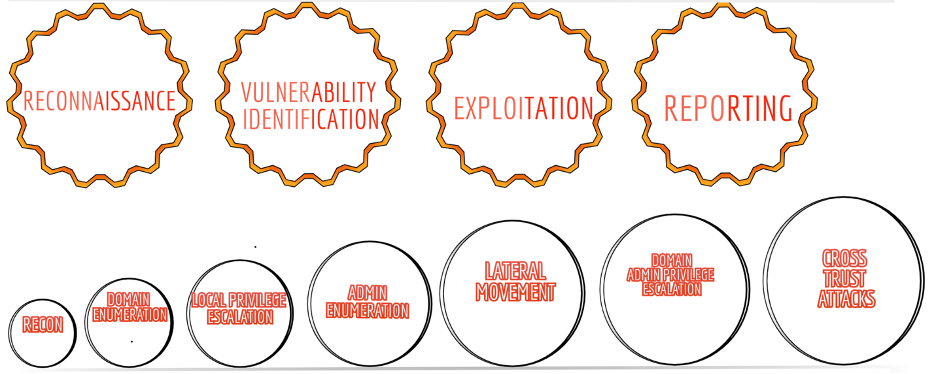 RECONNAISSANCE
VULNERABILITY
IDENTIFICATION
EXPLOITATION
REPORTING
RECON
DOMAIN
ENUMERATION
LOCAL PRIVILEGE
ESCALATION
ADMIN
ENUMERATION
LATERAL
MOVEMENT
DOMAIN
ADMIN PRIVILEGE
ESCALATION
CROSS
TRUST
ATTACKS